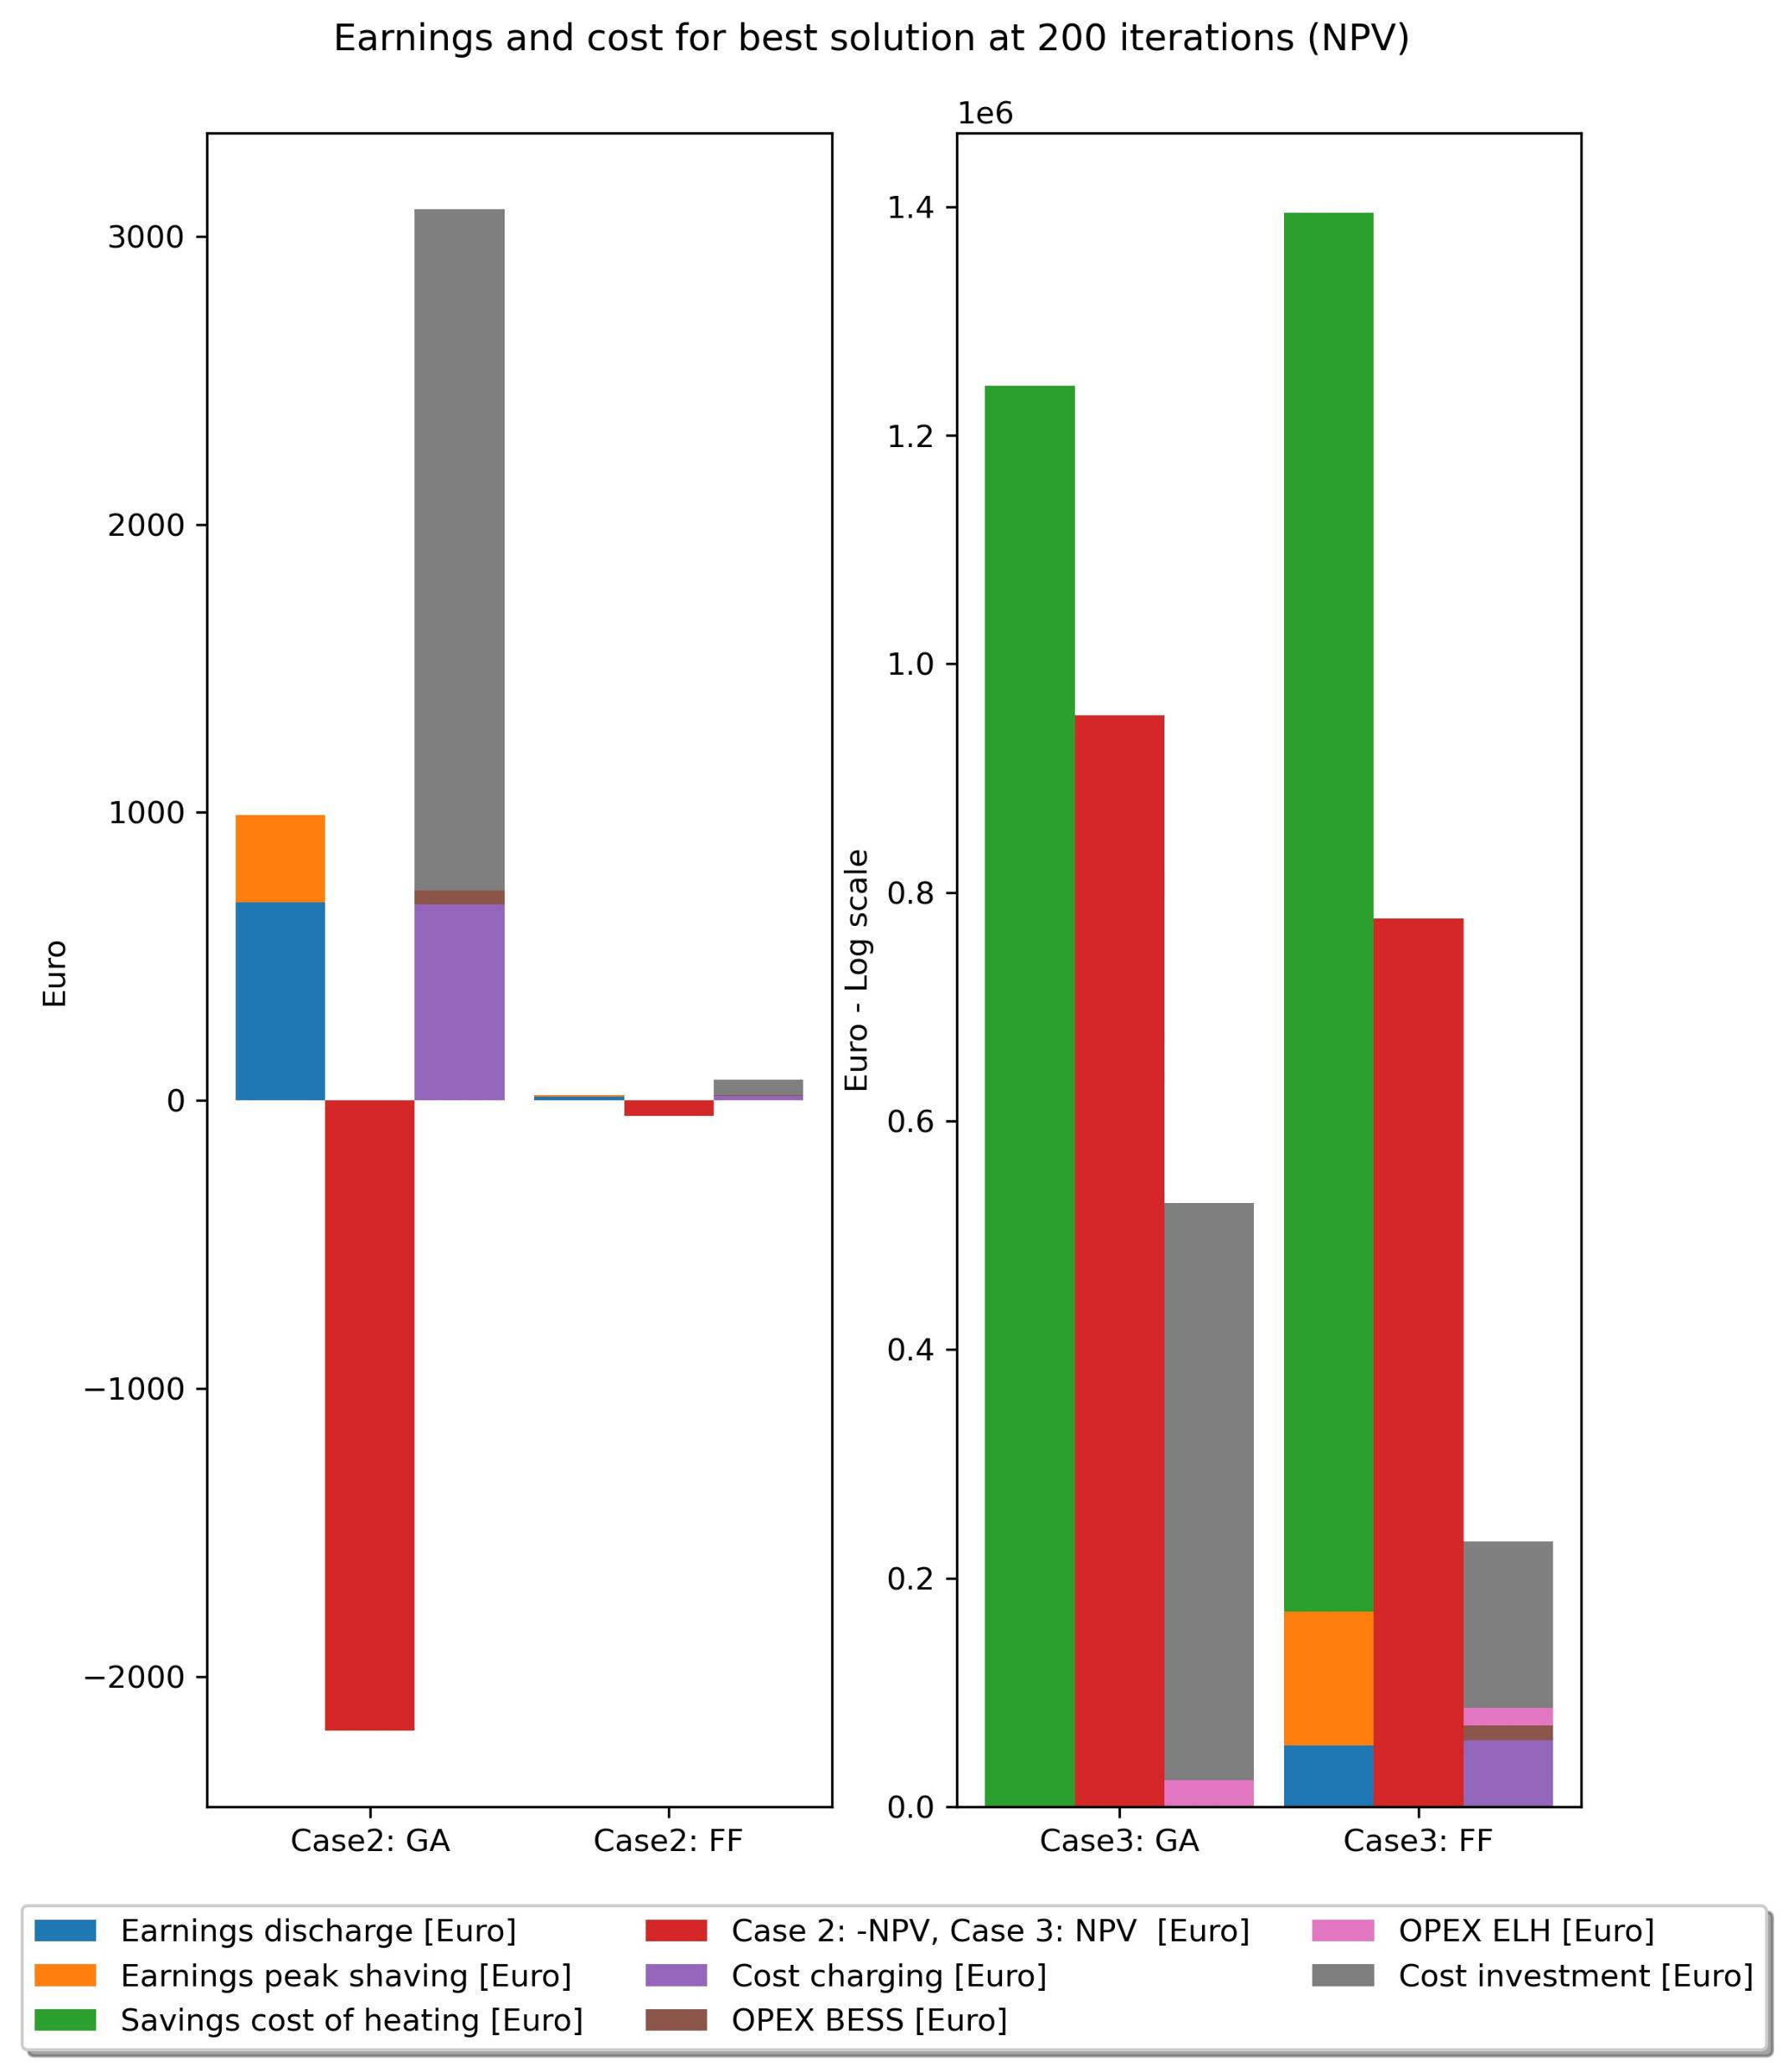 Earnings and cost for best solution at 200 iterations (NPV)
Euro
3000
2000
1000
0
−1000
−2000
Case2: GA
Case2: FF
1e6
Euro - Log scale
1.4
1.2
1.0
0.8
0.6
0.4
0.2
0.0
Case3: GA
Case3: FF
Earnings discharge [Euro]
Earnings peak shaving [Euro]
Savings cost of heating [Euro]
Case 2: -NPV, Case 3: NPV  [Euro]
Cost charging [Euro]
OPEX BESS [Euro]
OPEX ELH [Euro]
Cost investment [Euro]